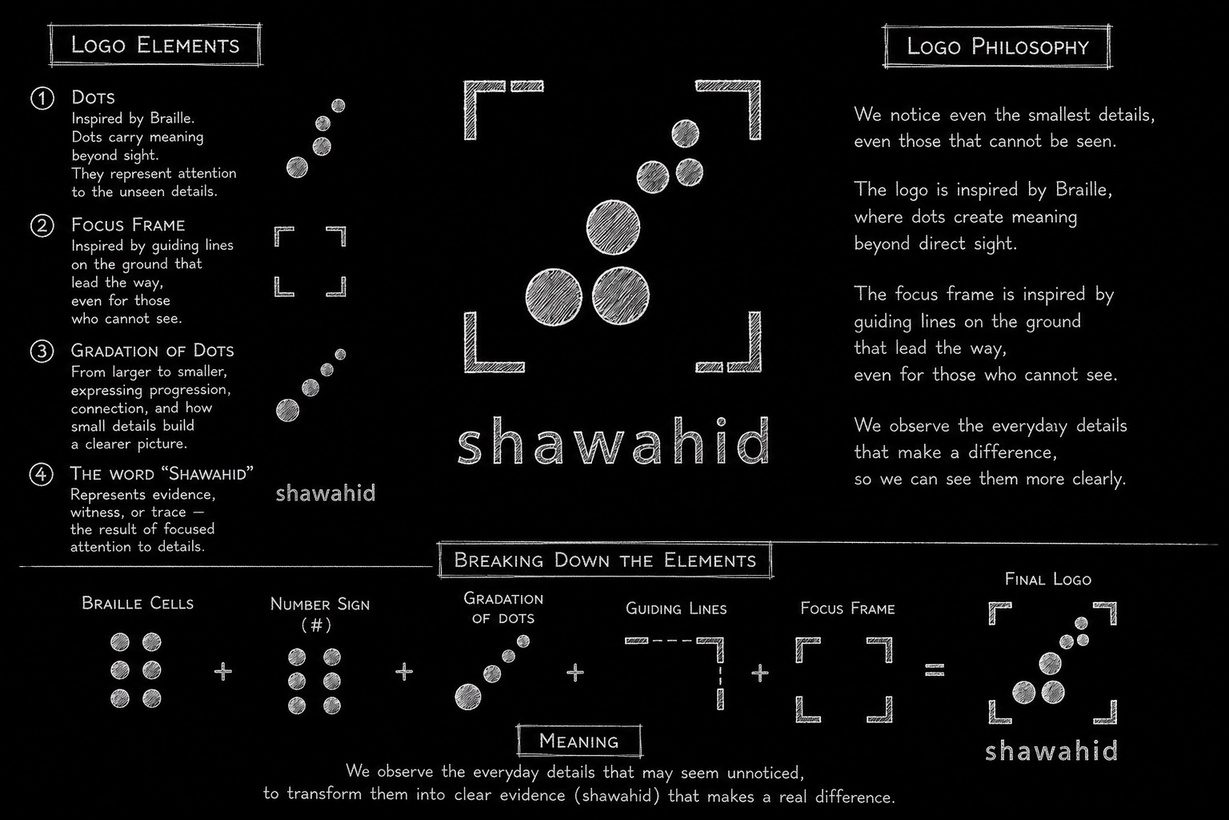 LOGO ELEMENTS
1 DOTS
Inspired by Braille.
Dots carry meaning
beyond sight.
They represent attention
to the unseen details.
2 FOCUS FRAME
Inspired by guiding lines
on the ground that
lead the way,
even for those
who cannot see.
3 GRADATION OF DOTS
From larger to smaller,
expressing progression,
connection, and how
small details build
a clearer picture.
4 THE WORD “SHAWAHID”
Represents evidence,
witness, or trace —
the result of focused
attention to details.
shawahid
shawahid
LOGO PHILOSOPHY
We notice even the smallest details,
even those that cannot be seen.
The logo is inspired by Braille,
where dots create meaning
beyond direct sight.
The focus frame is inspired by
guiding lines on the ground
that lead the way,
even for those who cannot see.
We observe the everyday details
that make a difference,
so we can see them more clearly.
BREAKING DOWN THE ELEMENTS
BRAILLE CELLS
+
NUMBER SIGN
(#)
+
GRADATION
OF DOTS
+
GUIDING LINES
+
FOCUS FRAME
=
FINAL LOGO
shawahid
MEANING
We observe the everyday details that may seem unnoticed,
to transform them into clear evidence (shawahid) that makes a real difference.